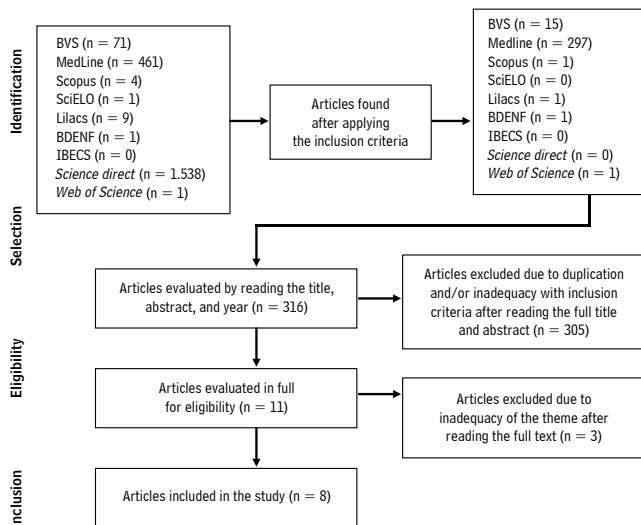 Identification
BVS (n = 71)
MedLine (n = 461)
Scopus (n = 4)
SciELO (n = 1)
Lilacs (n = 9)
BDENF (n = 1)
IBECS (n = 0)
Science direct (n = 1.538)
Web of Science (n = 1)
Articles found
after applying
the inclusion criteria
BVS (n = 15)
Medline (n = 297)
Scopus (n = 1)
SciELO (n = 0)
Lilacs (n = 1)
BDENF (n = 1)
IBECS (n = 0)
Science direct (n = 0)
Web of Science (n = 1)
Selection
Articles evaluated by reading the title,
abstract, and year (n = 316)
Articles excluded due to duplication
and/or inadequacy with inclusion
criteria after reading the full title
and abstract (n = 305)
Eligibility
Articles evaluated in full
for eligibility (n = 11)
Articles excluded due to
inadequacy of the theme after
reading the full text (n = 3)
nclusion
Articles included in the study (n = 8)